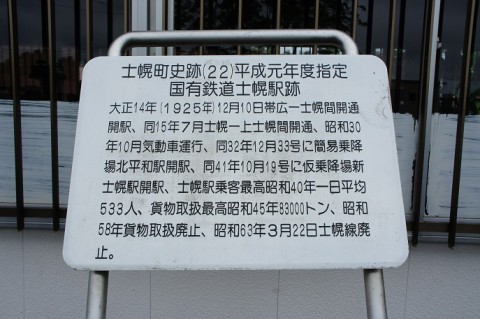 士幌町史跡(22)平成元年度指定
国有鉄道士幌駅跡
大正14年(1925年)12月10日帯広ー士幌間開通
開駅、同15年7月士幌ー上士幌間開通、昭和30
年10月気動車運行、同32年12月33号に簡易乗降
場北平和駅開駅、同41年10月19号に仮乗降場新
士幌駅開駅、士幌駅乗客最高昭和40年一日平均
533人、貨物取扱最高昭和45年83000トン、昭和
58年貨物取扱廃止、昭和63年3月22日士幌線廃
止。